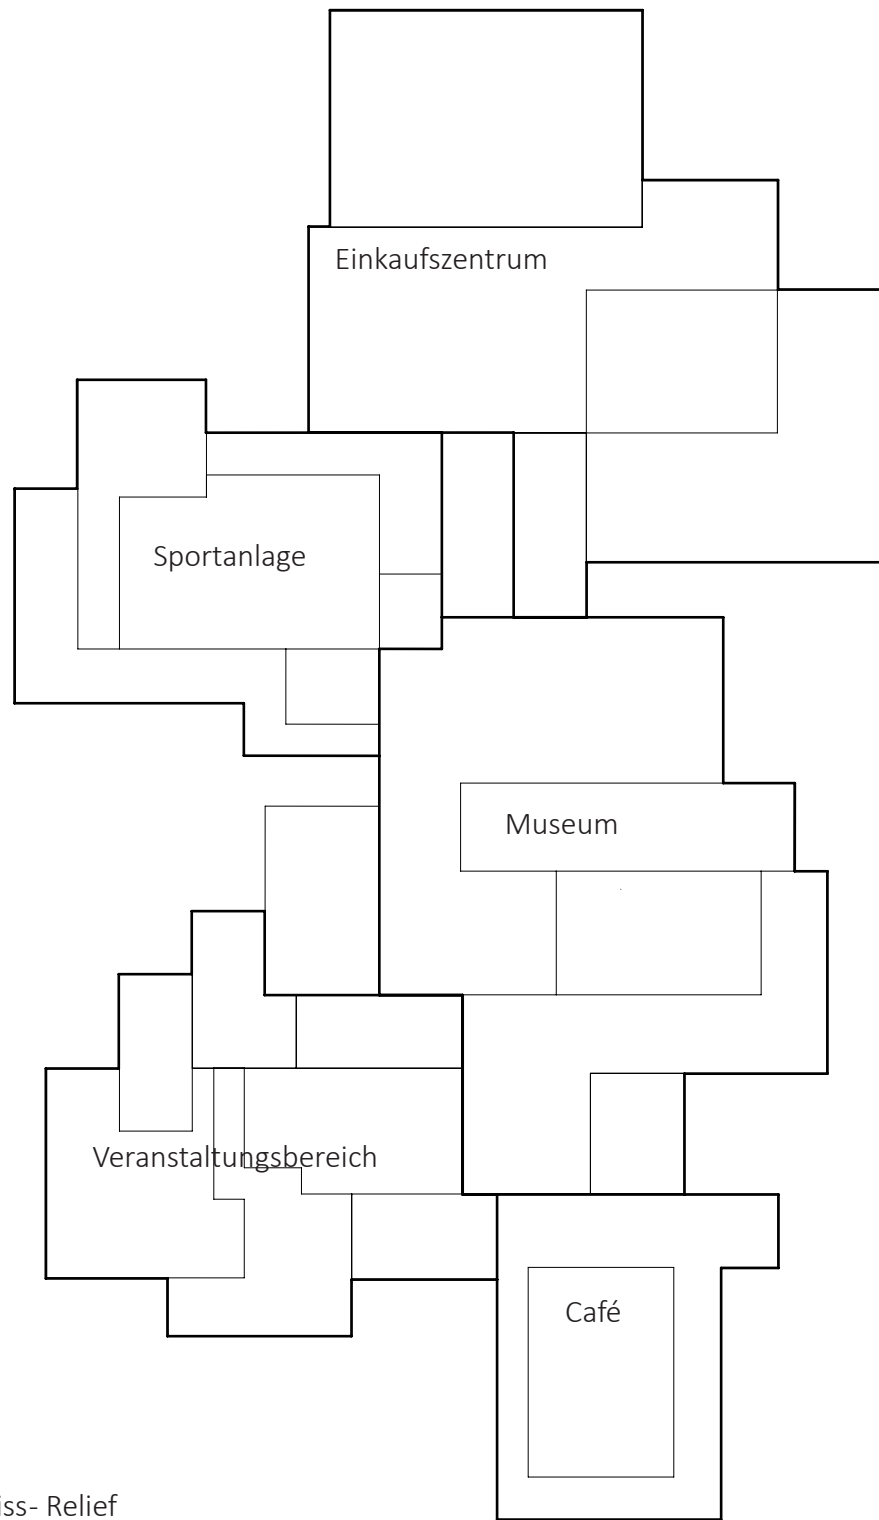 Einkaufszentrum
Sportanlage
Museum
Veranstaltungsbereich
Café
iss- Relief